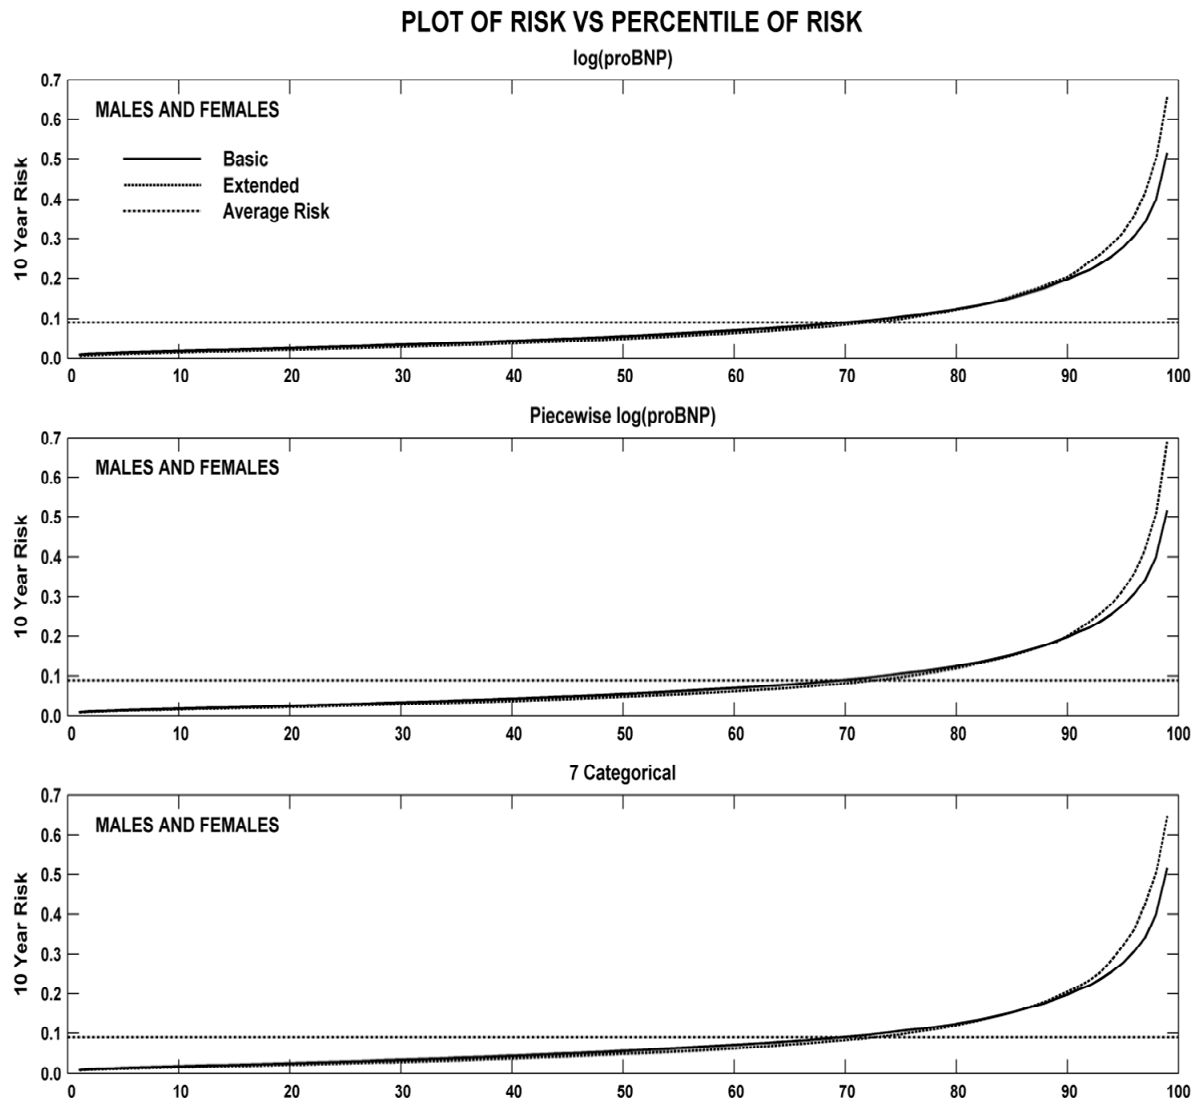 PLOT OF RISK VS PERCENTILE OF RISK
log(proBNP)
0.7
0.6
0.5
0.4
0.3
0.2
0.1
0.0
10 Year Risk
MALES AND FEMALES
Basic
Extended
Average Risk
0 10 20 30 40 50 60 70 80 90 100
Piecewise log(proBNP)
0.7
0.6
0.5
0.4
0.3
0.2
0.1
0.0
10 Year Risk
MALES AND FEMALES
0 10 20 30 40 50 60 70 80 90 100
7 Categorical
0.7
0.6
0.5
0.4
0.3
0.2
0.1
0.0
10 Year Risk
MALES AND FEMALES
0 10 20 30 40 50 60 70 80 90 100